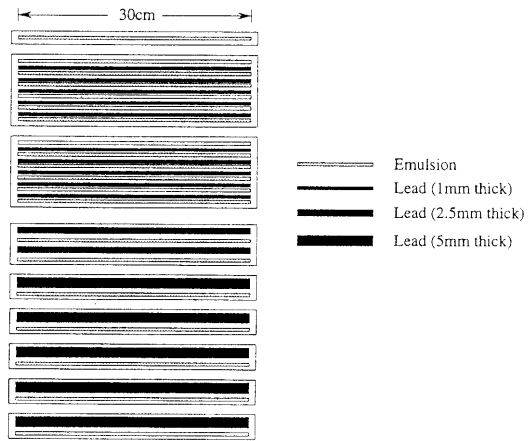 30cm
Emulsion
Lead (1mm thick)
Lead (2.5mm thick)
Lead (5mm thick)